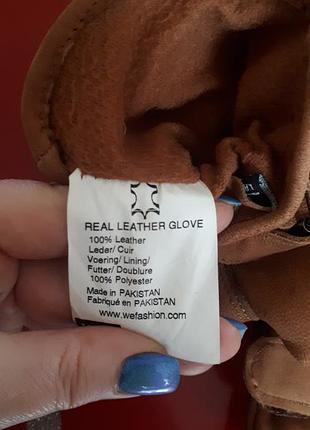 REAL LEATHER GLOVE
100% Leather
Leder/ Cuir
Voering/ Lining/
Futter/ Doublure
100% Polyester
Made in PAKISTAN
Fabriqué en PAKISTAN
www.wefashion.com